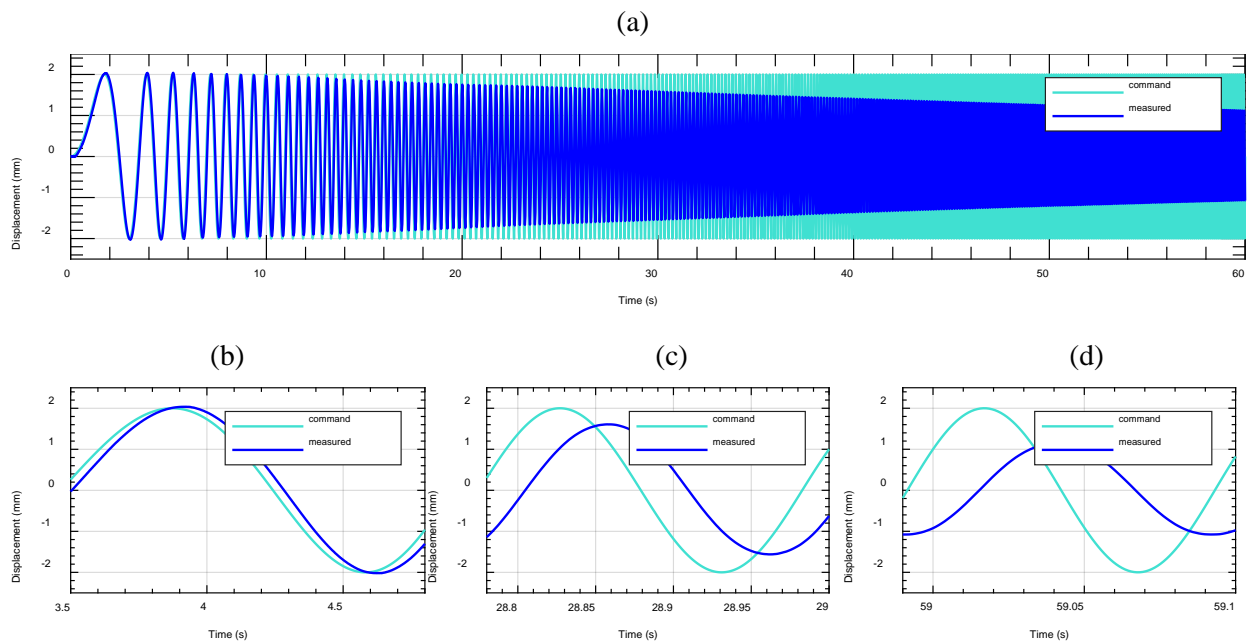 (a)
Displacement (mm)
2
1
0
-1
-2
command
measured
0 10 20 30 40 50 60
Time (s)
(b)
Displacement (mm)
2
1
0
-1
-2
command
measured
3.5 4 4.5
Time (s)
(c)
Displacement (mm)
2
1
0
-1
-2
command
measured
28.8 28.85 28.9 28.95 29
Time (s)
(d)
Displacement (mm)
2
1
0
-1
-2
command
measured
59 59.05 59.1
Time (s)